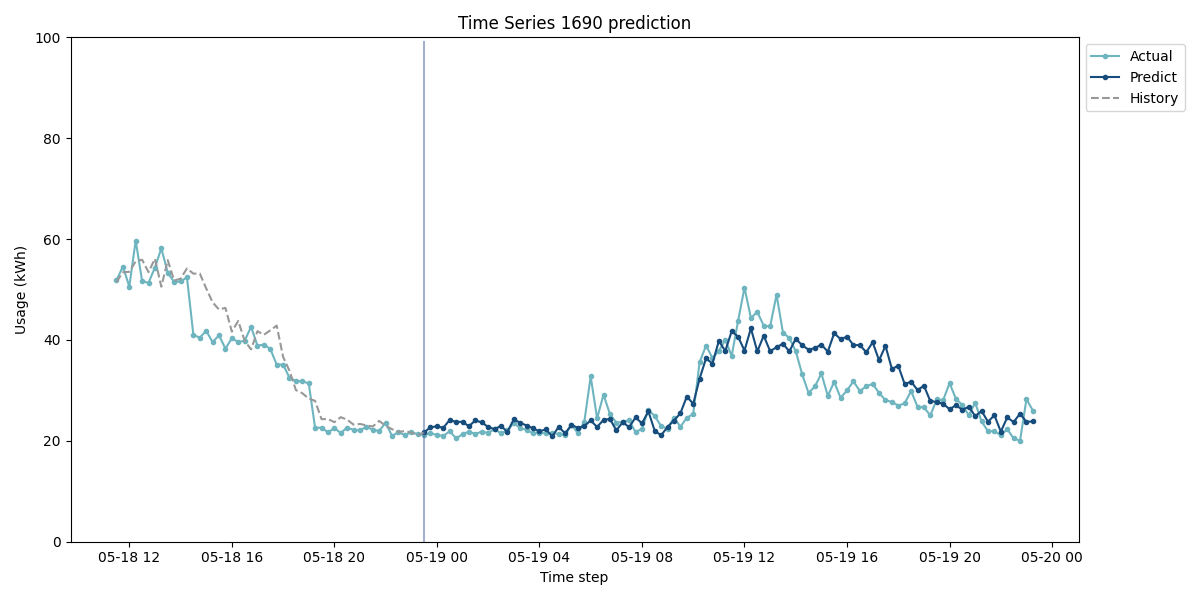 Time Series 1690 prediction
Usage (kWh)
100
80
60
40
20
0
05-18 12
05-18 16
05-18 20
05-19 00
05-19 04
05-19 08
05-19 12
05-19 16
05-19 20
05-20 00
Time step
Actual
Predict
History